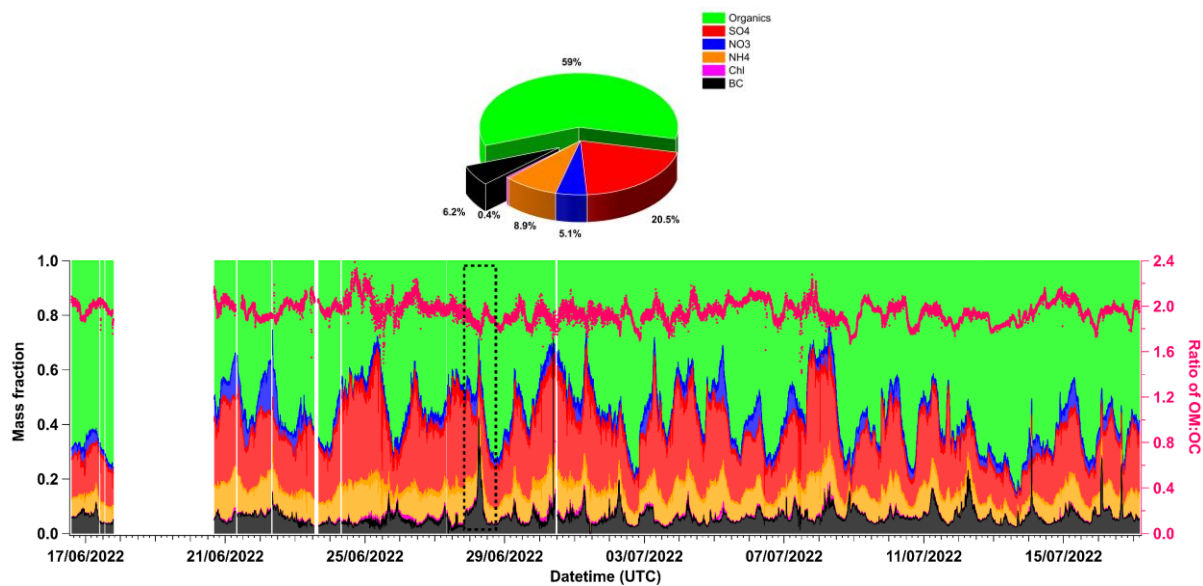 Organics
SO4
NO3
NH4
Chl
BC
59%
6.2%
0.4%
8.9%
5.1%
20.5%
1.0
0.8
0.6
0.4
0.2
0.0
Mass fraction
2.4
2.0
1.6
1.2
0.8
0.4
0.0
Ratio of OM:OC
17/06/2022 21/06/2022 25/06/2022 29/06/2022 03/07/2022 07/07/2022 11/07/2022 15/07/2022
Datetime (UTC)